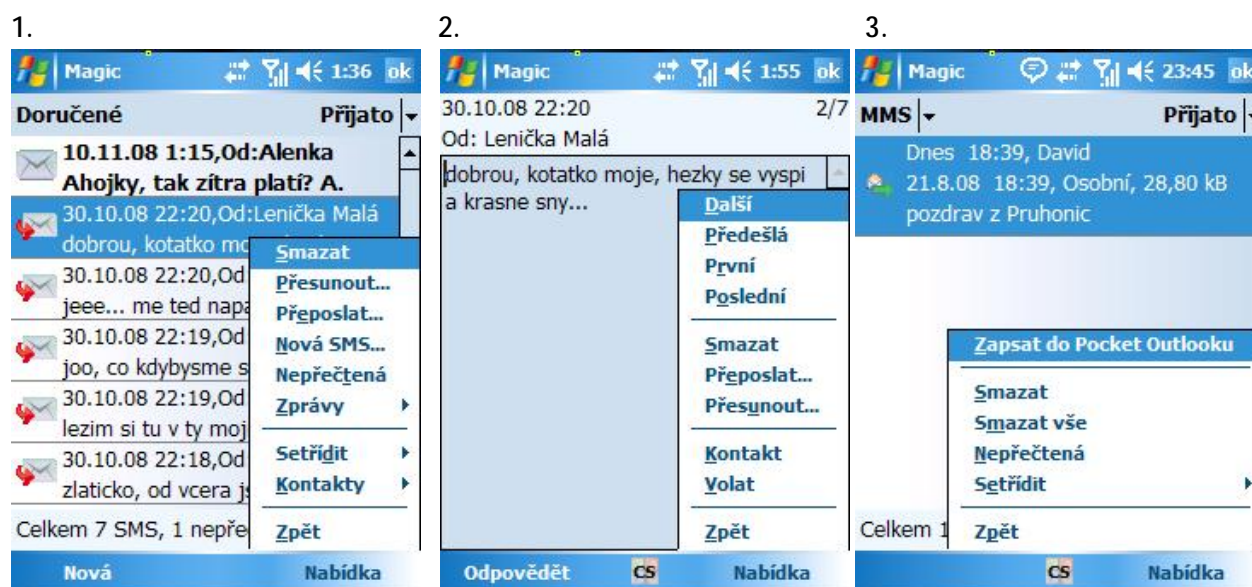 1.
Magic 1:36 ok
Doručené Přijato
10.11.08 1:15,Od:Alenka
Ahojky, tak zítra platí? A.
30.10.08 22:20,Od:Lenička Malá
dobrou, kotatko
30.10.08 22:20,Od
jeee... me ted
30.10.08 22:19,Od
joo, co kdybysme
30.10.08 22:19,Od
lezim si tu v ty
30.10.08 22:18,Od
zlaticko, od vcera
Smazat
Přesunout...
Přeposlat...
Nová SMS...
Nepřečtená
Zprávy
Setřídit
Kontakty
Zpět
Celkem 7 SMS, 1
Nová Nabídka
2.
Magic 1:55 ok
30.10.08 22:20 2/7
Od: Lenička Malá
dobrou, kotatko moje, hezky se vyspi
a krasne sny...
Další
Předešlá
První
Poslední
Smazat
Přeposlat...
Přesunout...
Kontakt
Volat
Zpět
Odpovědět CS Nabídka
3.
Magic 23:45 ok
MMS Přijato
Dnes 18:39, David
21.8.08 18:39, Osobní, 28,80 kB
pozdrav z Pruhonic
Zapsat do Pocket Outlooku
Smazat
Smazat vše
Nepřečtená
Setřídit
Zpět
Celkem 1
CS Nabídka